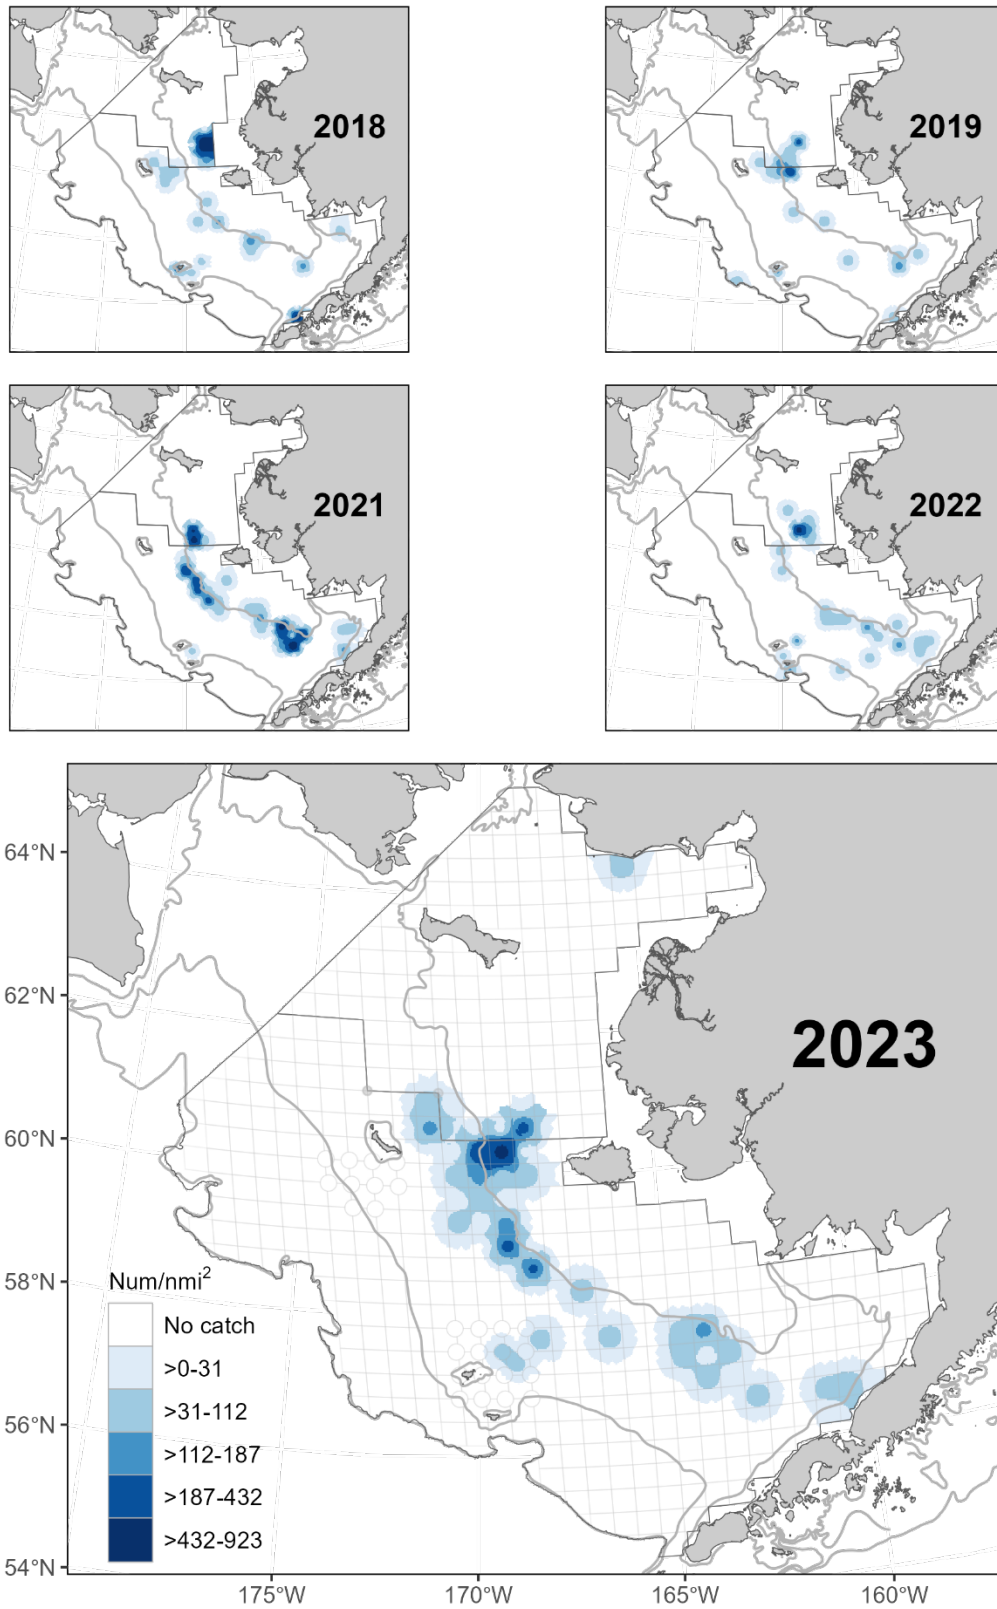 2018
2019
2021
2022
2023
64°N
62°N
60°N
58°N
56°N
54°N
Num/nmi²
No catch
>0-31
>31-112
>112-187
>187-432
>432-923
175°W
170°W
165°W
160°W